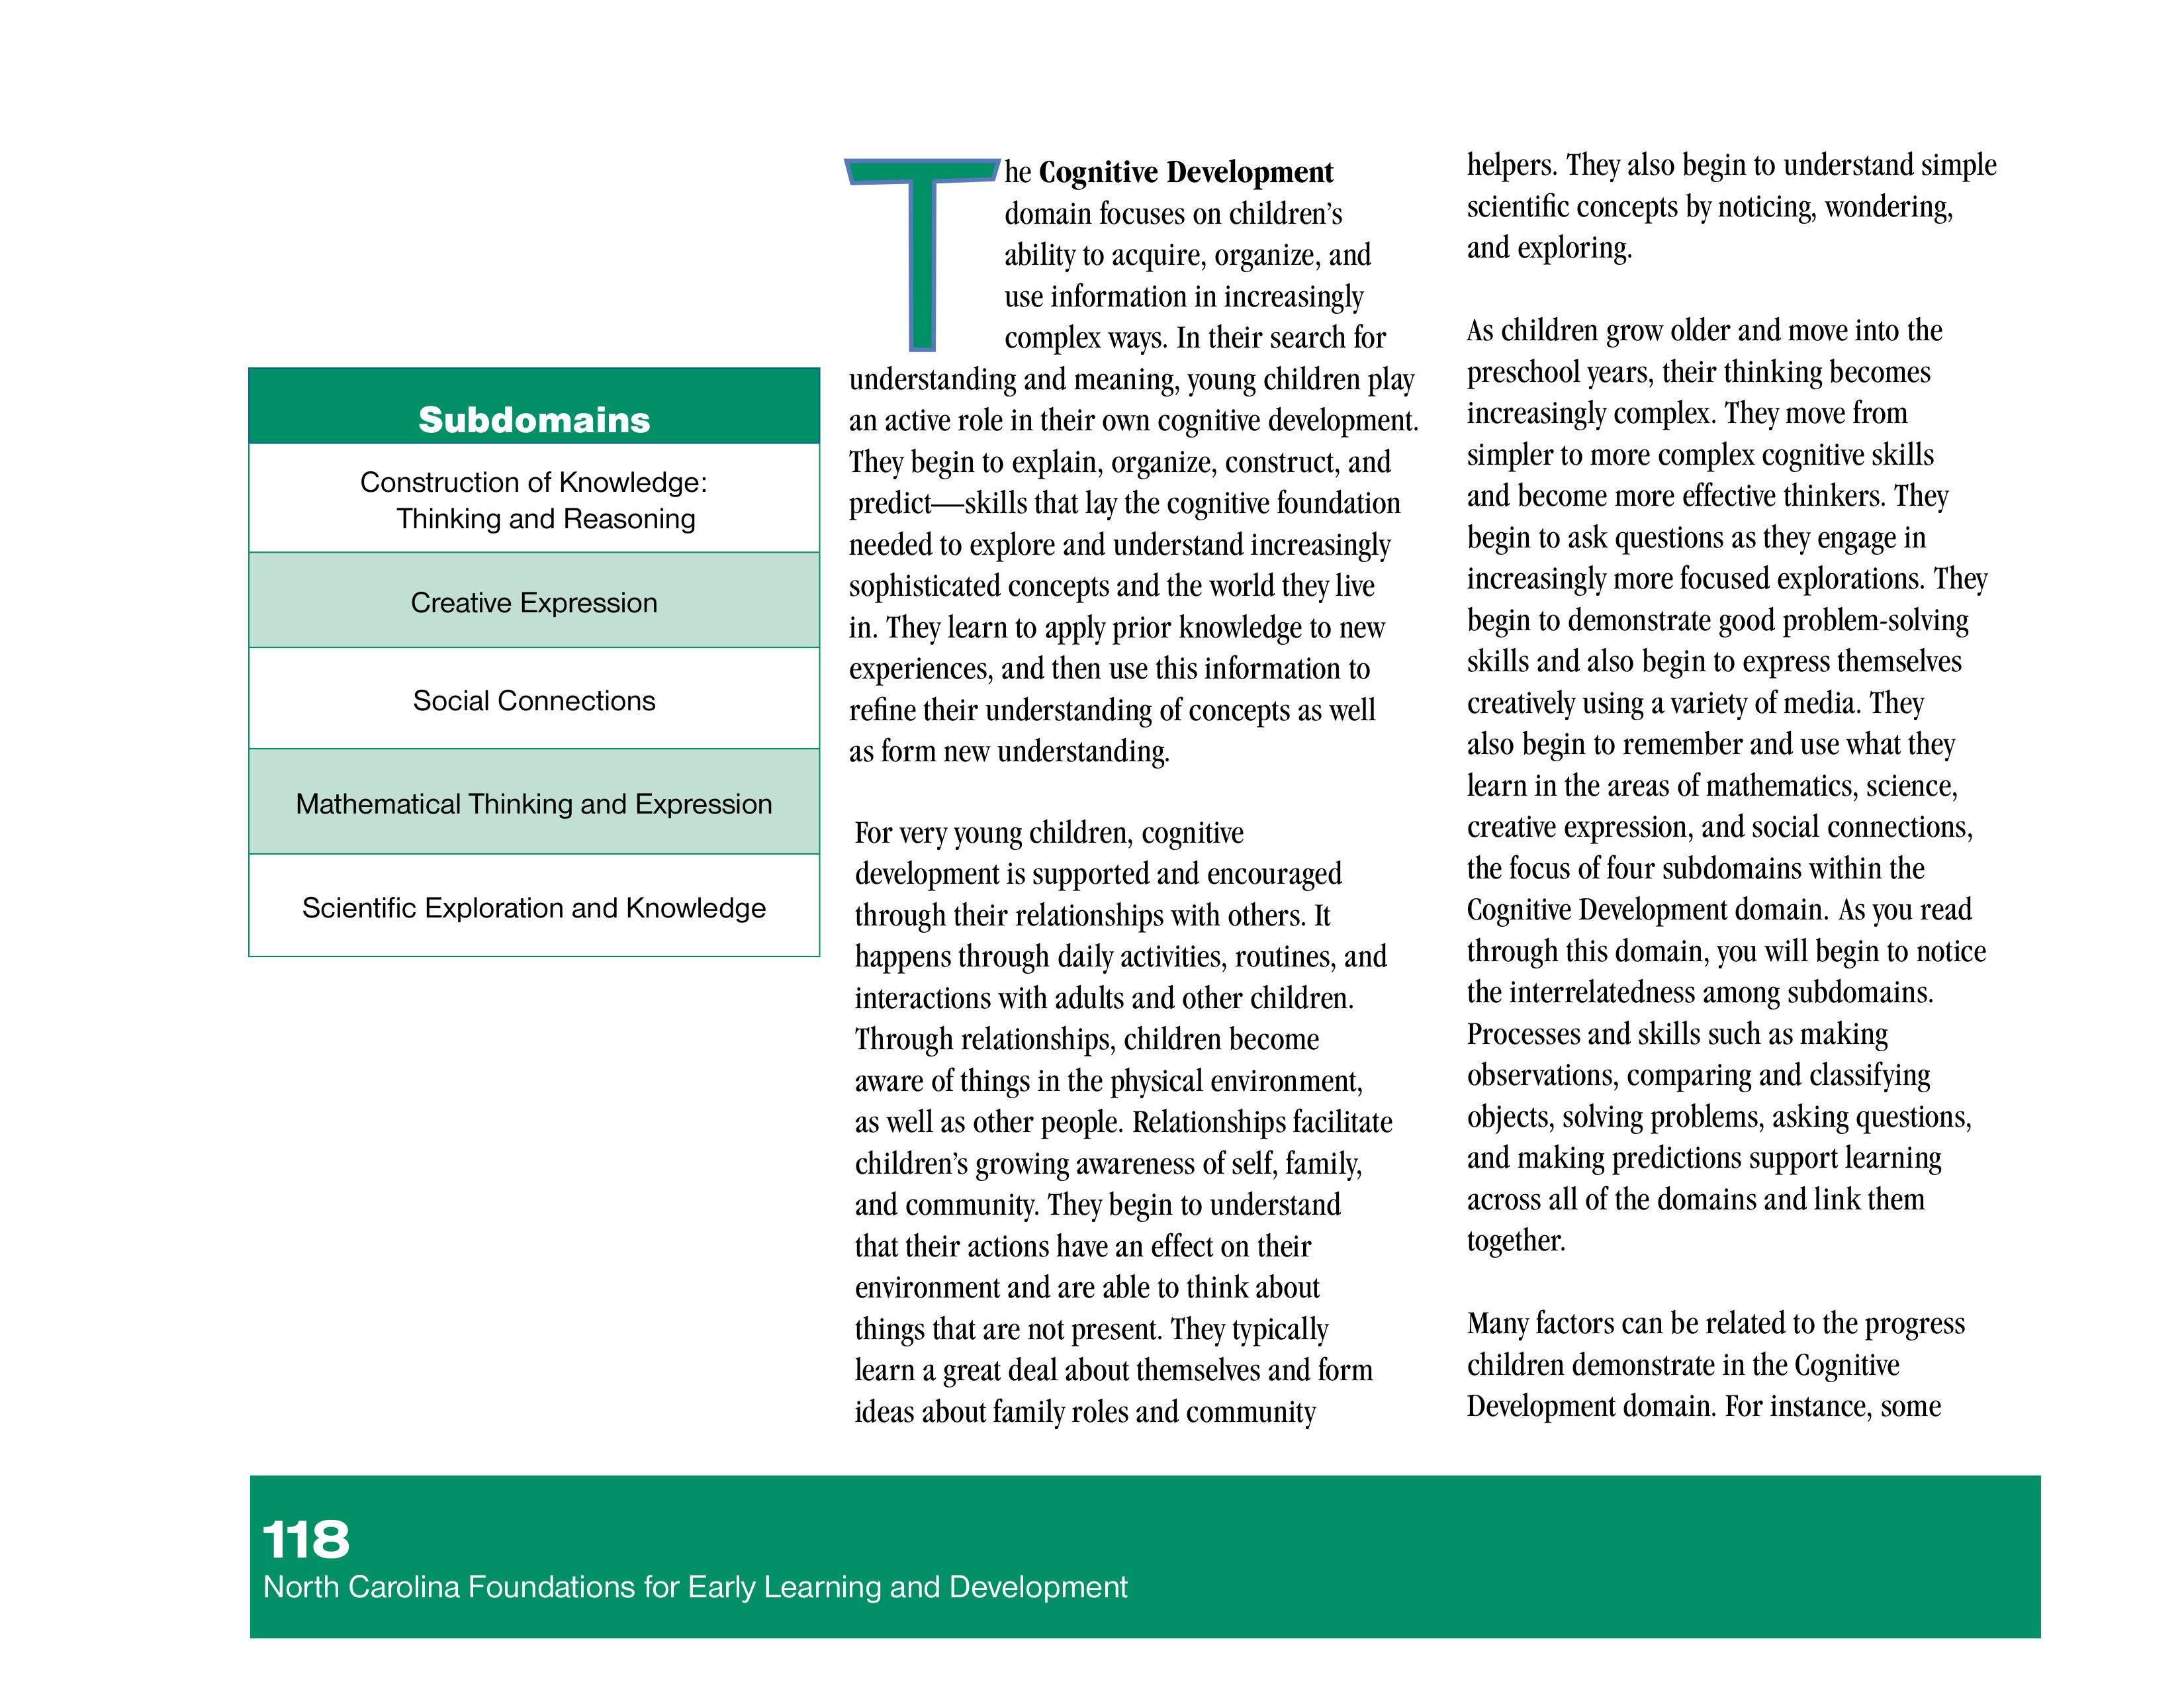 Subdomains
Construction of Knowledge:
Thinking and Reasoning
Creative Expression
Social Connections
Mathematical Thinking and Expression
Scientific Exploration and Knowledge
The Cognitive Development
domain focuses on children’s
ability to acquire, organize, and
use information in increasingly
complex ways. In their search for
understanding and meaning, young children play
an active role in their own cognitive development.
They begin to explain, organize, construct, and
predict—skills that lay the cognitive foundation
needed to explore and understand increasingly
sophisticated concepts and the world they live
in. They learn to apply prior knowledge to new
experiences, and then use this information to
refine their understanding of concepts as well
as form new understanding.
For very young children, cognitive
development is supported and encouraged
through their relationships with others. It
happens through daily activities, routines, and
interactions with adults and other children.
Through relationships, children become
aware of things in the physical environment,
as well as other people. Relationships facilitate
children’s growing awareness of self, family,
and community. They begin to understand
that their actions have an effect on their
environment and are able to think about
things that are not present. They typically
learn a great deal about themselves and form
ideas about family roles and community
helpers. They also begin to understand simple
scientific concepts by noticing, wondering,
and exploring.
As children grow older and move into the
preschool years, their thinking becomes
increasingly complex. They move from
simpler to more complex cognitive skills
and become more effective thinkers. They
begin to ask questions as they engage in
increasingly more focused explorations. They
begin to demonstrate good problem-solving
skills and also begin to express themselves
creatively using a variety of media. They
also begin to remember and use what they
learn in the areas of mathematics, science,
creative expression, and social connections,
the focus of four subdomains within the
Cognitive Development domain. As you read
through this domain, you will begin to notice
the interrelatedness among subdomains.
Processes and skills such as making
observations, comparing and classifying
objects, solving problems, asking questions,
and making predictions support learning
across all of the domains and link them
together.
Many factors can be related to the progress
children demonstrate in the Cognitive
Development domain. For instance, some
118
North Carolina Foundations for Early Learning and Development